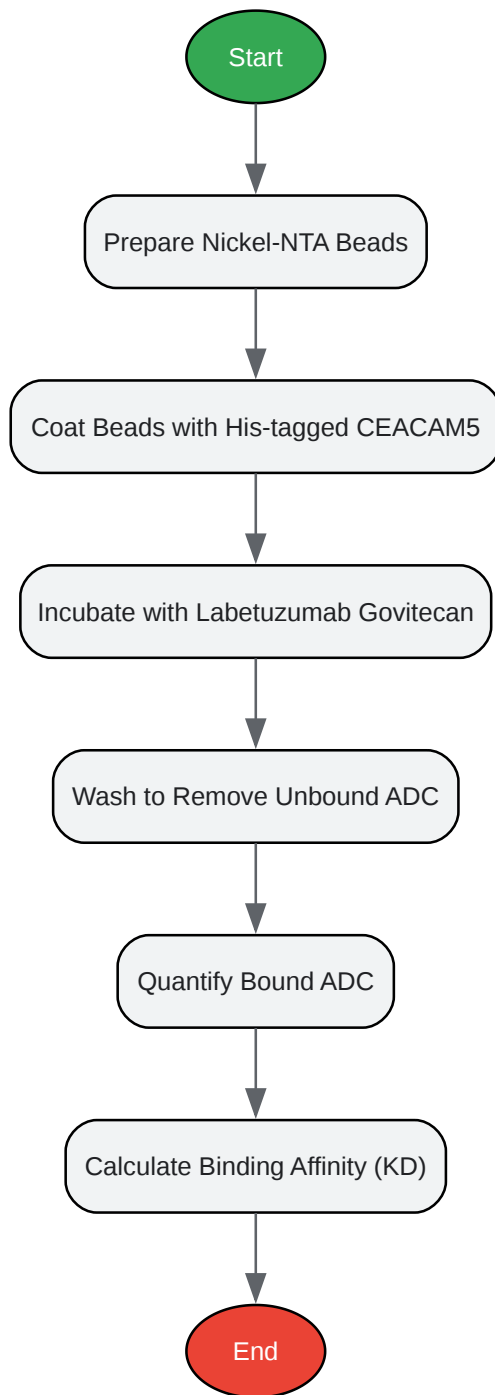 Start
Prepare Nickel-NTA Beads
Coat Beads with His-tagged CEACAM5
Incubate with Labetuzumab Govitecan
Wash to Remove Unbound ADC
Quantify Bound ADC
Calculate Binding Affinity (KD)
End